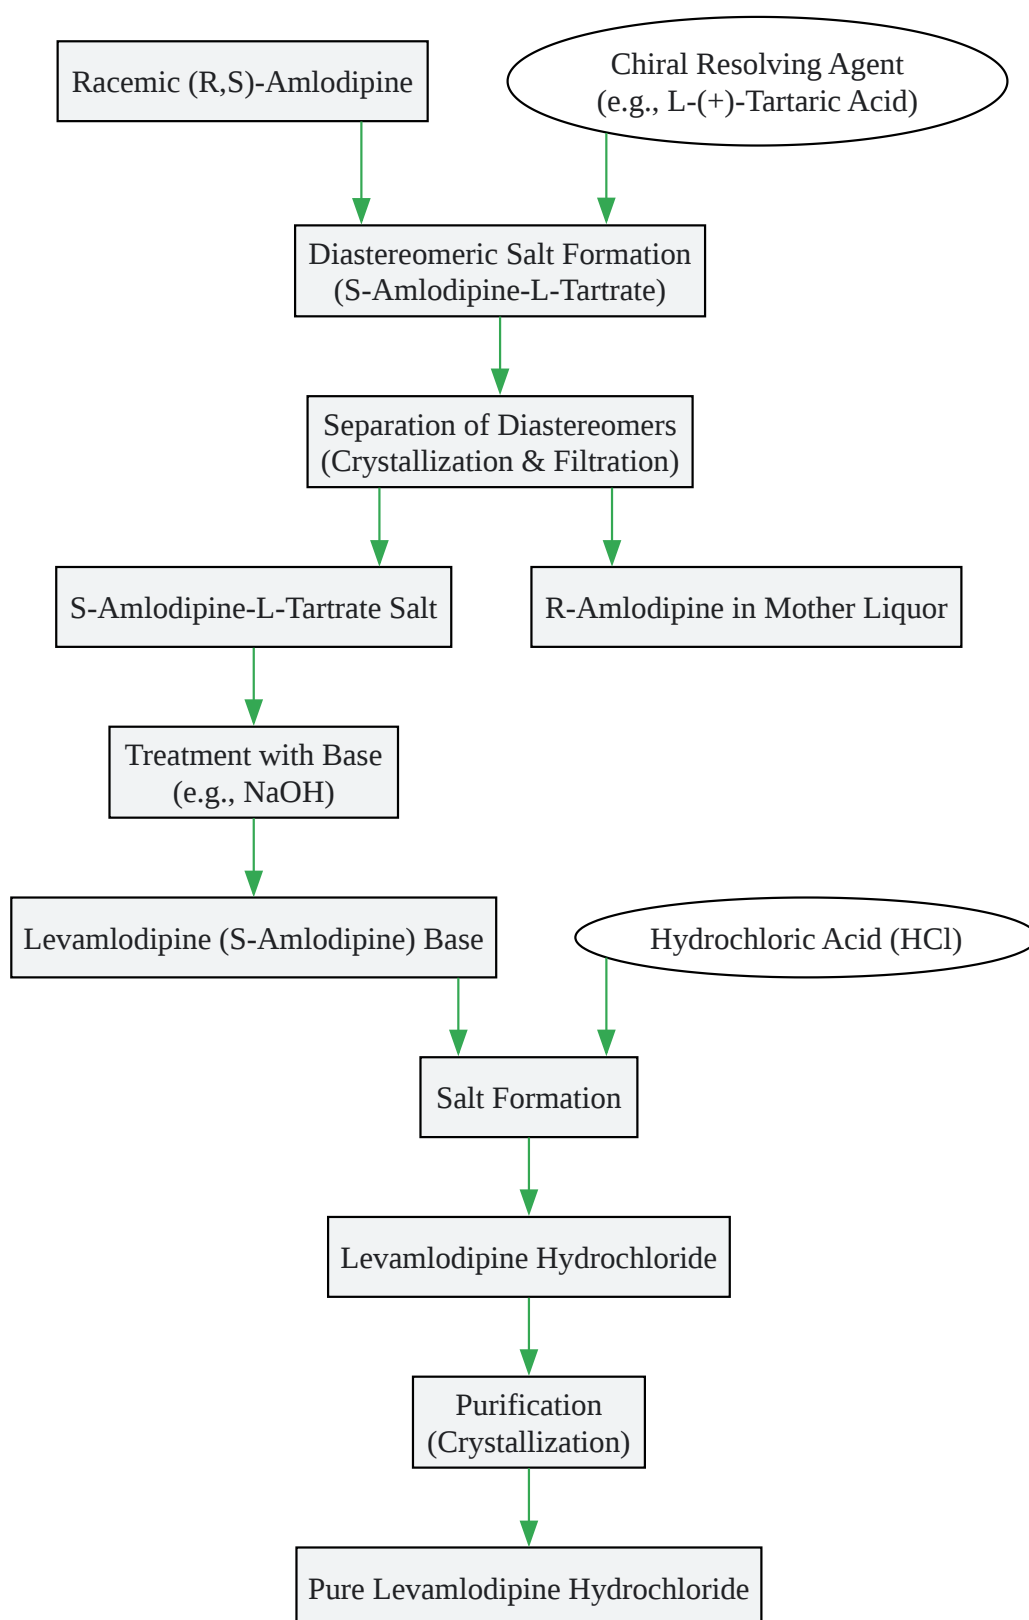 Racemic (R,S)-Amlodipine
Chiral Resolving Agent
(e.g., L-(+)-Tartaric Acid)
Diastereomeric Salt Formation
(S-Amlodipine-L-Tartrate)
Separation of Diastereomers
(Crystallization & Filtration)
S-Amlodipine-L-Tartrate Salt
R-Amlodipine in Mother Liquor
Treatment with Base
(e.g., NaOH)
Levamlodipine (S-Amlodipine) Base
Hydrochloric Acid (HCl)
Salt Formation
Levamlodipine Hydrochloride
Purification
(Crystallization)
Pure Levamlodipine Hydrochloride